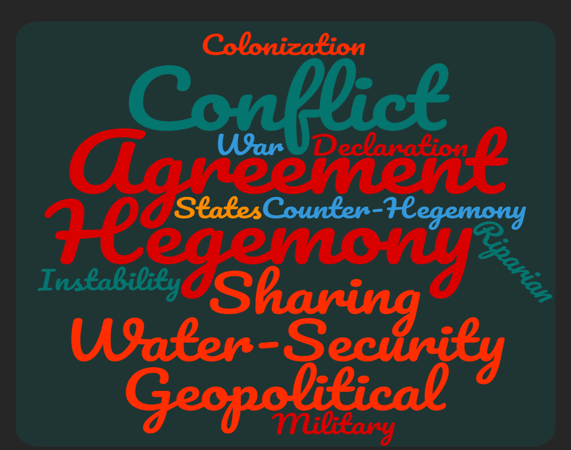 Colonization
Conflict
War Declaration
Agreement
States Counter-Hegemony
Hegemony
Riparian
Instability
Sharing
Water-Security
Geopolitical
Military